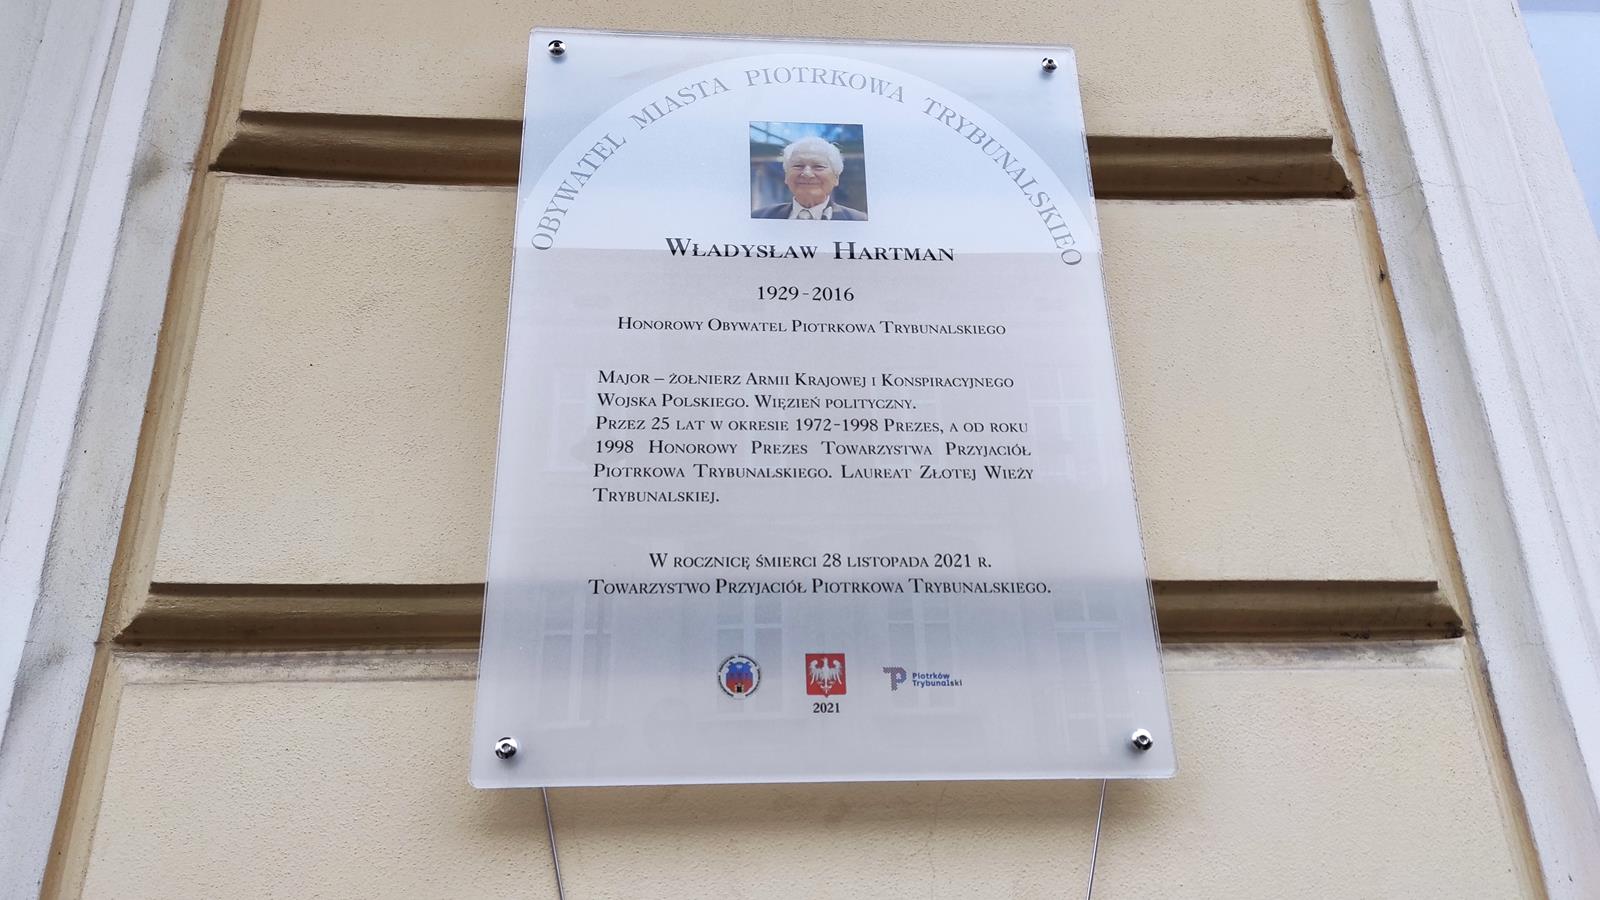 OBYWATEL MIASTA PIOTRKOWA TRYBUNALSKIEGO
WŁADYSŁAW HARTMAN
1929-2016
HONOROWY OBYWATEL PIOTRKOWA TRYBUNALSKIEGO
MAJOR – ŻOŁNIERZ ARMII KRAJOWEJ I KONSPIRACYJNEGO
WOJSKA POLSKIEGO. WIĘZIEŃ POLITYCZNY.
PRZEZ 25 LAT W OKRESIE 1972-1998 PREZES, A OD ROKU
1998 HONOROWY PREZES TOWARZYSTWA PRZYJACIÓŁ
PIOTRKOWA TRYBUNALSKIEGO. LAUREAT ZŁOTEJ WIEŻY
TRYBUNALSKIEJ.
W ROCZNICĘ ŚMIERCI 28 LISTOPADA 2021 R.
TOWARZYSTWO PRZYJACIÓŁ PIOTRKOWA TRYBUNALSKIEGO.
Piotrków
Trybunalski
2021